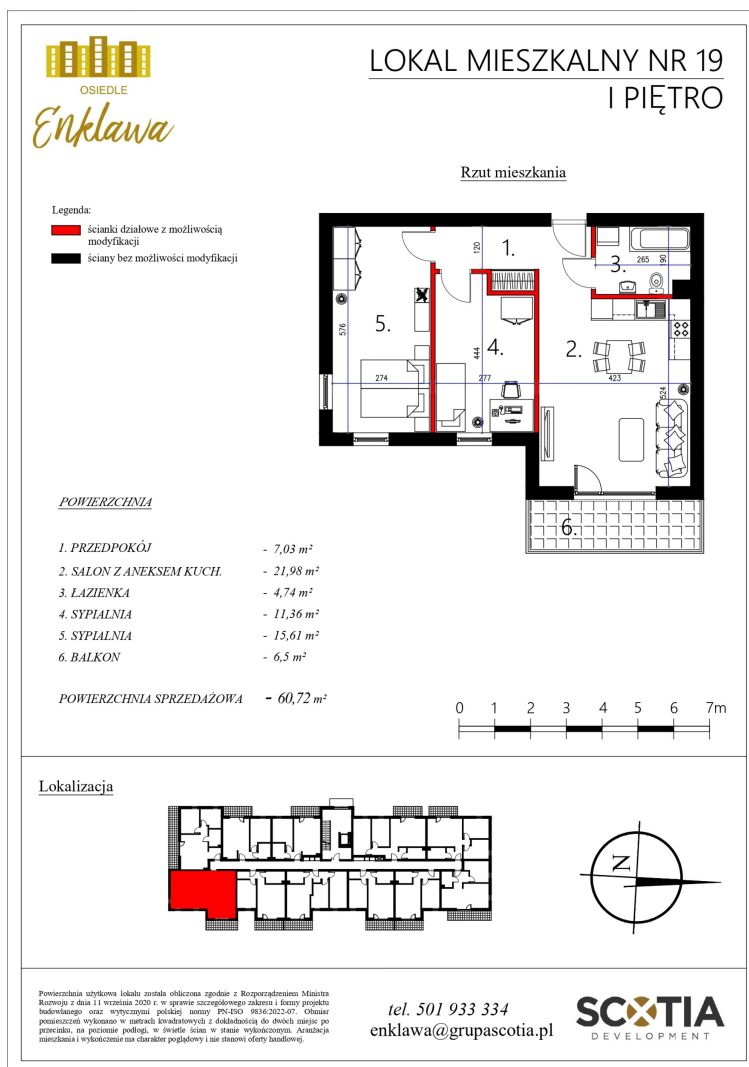 OSIEDLE
Enklawa
LOKAL MIESZKALNY NR 19
I PIĘTRO
Rzut mieszkania
Legenda:
ścianki działowe z możliwością
modyfikacji
ściany bez możliwości modyfikacji
1.
120
3.
265
190
5.
576
274
4.
444
277
2.
423
524
6.
POWIERZCHNIA
1. PRZEDPOKÓJ - 7,03 m²
2. SALON Z ANEKSEM KUCH. - 21,98 m²
3. ŁAZIENKA - 4,74 m²
4. SYPIALNIA - 11,36 m²
5. SYPIALNIA - 15,61 m²
6. BALKON - 6,5 m²
POWIERZCHNIA SPRZEDAŻOWA - 60,72 m²
0 1 2 3 4 5 6 7m
Lokalizacja
N
Powierzchnia użytkowa lokalu została obliczona zgodnie z Rozporządzeniem Ministra
Rozwoju z dnia 11 września 2020 r. w sprawie szczegółowego zakresu i formy projektu
budowlanego oraz wytycznymi polskiej normy PN-ISO 9836:2022-07. Obmiar
pomieszczeń wykonano w metrach kwadratowych z dokładnością do dwóch miejsc po
przecinku, na poziomie podłogi, w świetle ścian w stanie wykończonym. Aranżacja
mieszkania i wykończenie ma charakter poglądowy i nie stanowi oferty handlowej.
tel. 501 933 334
enklawa@grupascotia.pl
SCOTIA
DEVELOPMENT